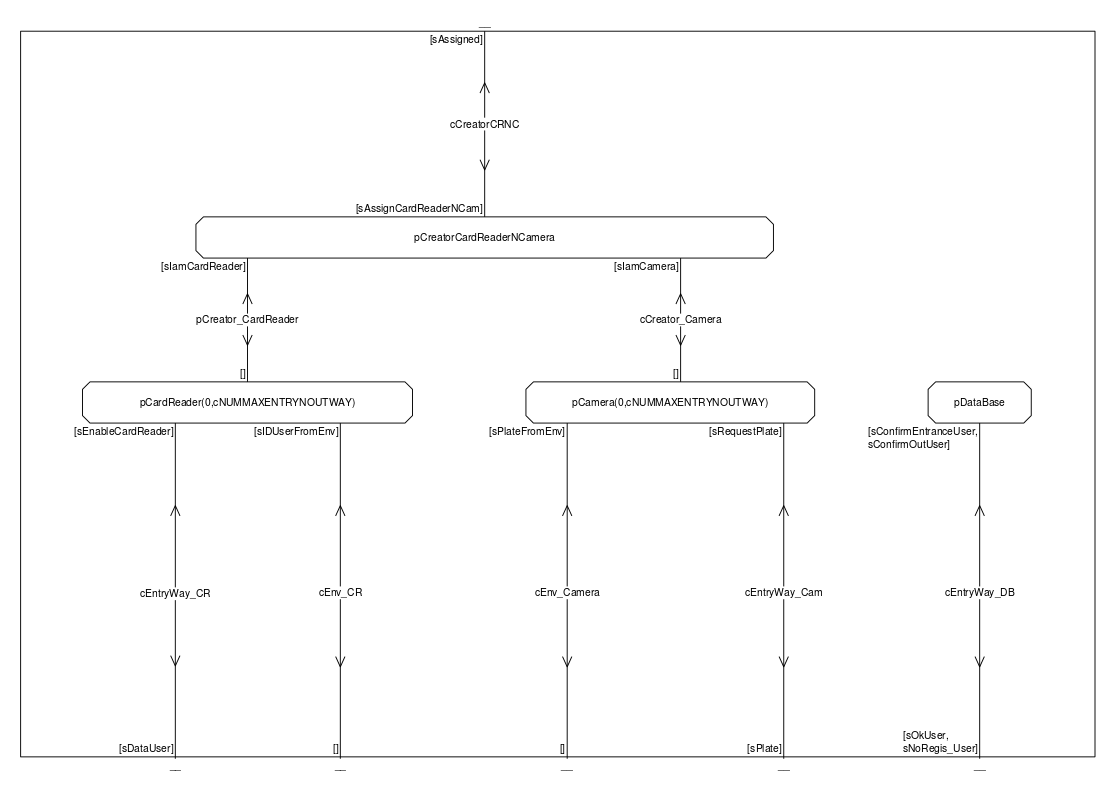 [sAssigned]
cCreatorCRNC
[sAssignCardReaderNCam]
pCreatorCardReaderNCamera
[sIamCardReader]
[sIamCamera]
pCreator_CardReader
cCreator_Camera
[]
[]
pCardReader(0,cNUMMAXENTRYNOUTWAY)
pCamera(0,cNUMMAXENTRYNOUTWAY)
pDataBase
[sEnableCardReader]
[sIDUserFromEnv]
[sPlateFromEnv]
[sRequestPlate]
[sConfirmEntranceUser,
sConfirmOutUser]
cEntryWay_CR
cEnv_CR
cEnv_Camera
cEntryWay_Cam
cEntryWay_DB
[sDataUser]
[]
[]
[sPlate]
[sOkUser,
sNoRegis_User]